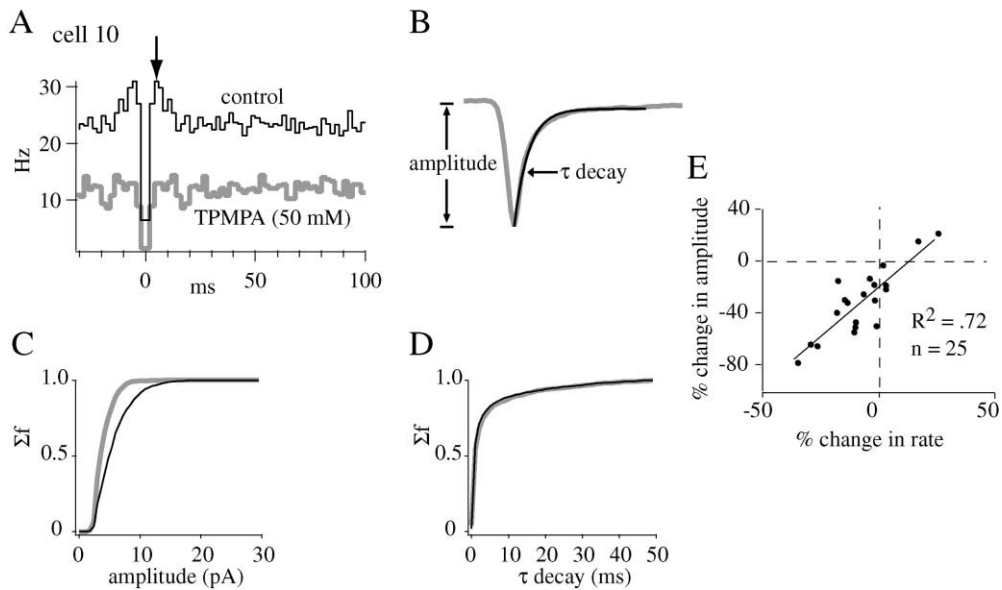 A
cell 10
30
20
10
Hz
control
TPMPA (50 mM)
0
50
100
ms
B
amplitude
τ decay
C
1.0
0.5
0
Σf
0
10
20
30
amplitude (pA)
D
1.0
0.5
0
Σf
0
10
20
30
40
50
τ decay (ms)
E
40
0
-40
-80
% change in amplitude
R² = .72
n = 25
-50
0
50
% change in rate